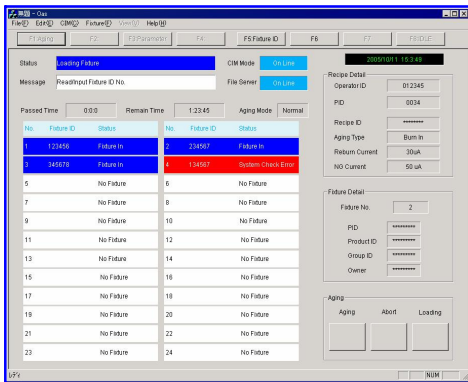 無題 - Oas
File(F) Edit(E) CIM(C) Fixture(F) View(V) Help(H)
F1:Aging F2: F3:Parameter F4: F5:Fixture ID F6 F7: F8:IDLE
Status Loading Fixture CIM Mode On Line 2005/10/11 15:3:49
Message Read/Input Fixture ID No. File Server On Line
Passed Time 0:0:0 Remain Time 1:23:45 Aging Mode Normal
No. Fixture ID Status No. Fixture ID Status
1 123456 Fixture In 2 234567 Fixture In
3 345678 Fixture In 4 134567 System Check Error
5 No Fixture 6 No Fixture
7 No Fixture 8 No Fixture
9 No Fixture 10 No Fixture
11 No Fixture 12 No Fixture
13 No Fixture 14 No Fixture
15 No Fixture 16 No Fixture
17 No Fixture 18 No Fixture
19 No Fixture 20 No Fixture
21 No Fixture 22 No Fixture
23 No Fixture 24 No Fixture
Recipe Detail
Operator ID 012345
PID 0034
Recipe ID ********
Aging Type Burn In
Reburn Current 30uA
NG Current 50 uA
Fixture Detail
Fixture No. 2
PID *********
Product ID *********
Group ID *********
Owner *********
Aging
Aging Abort Loading
レディ NUM